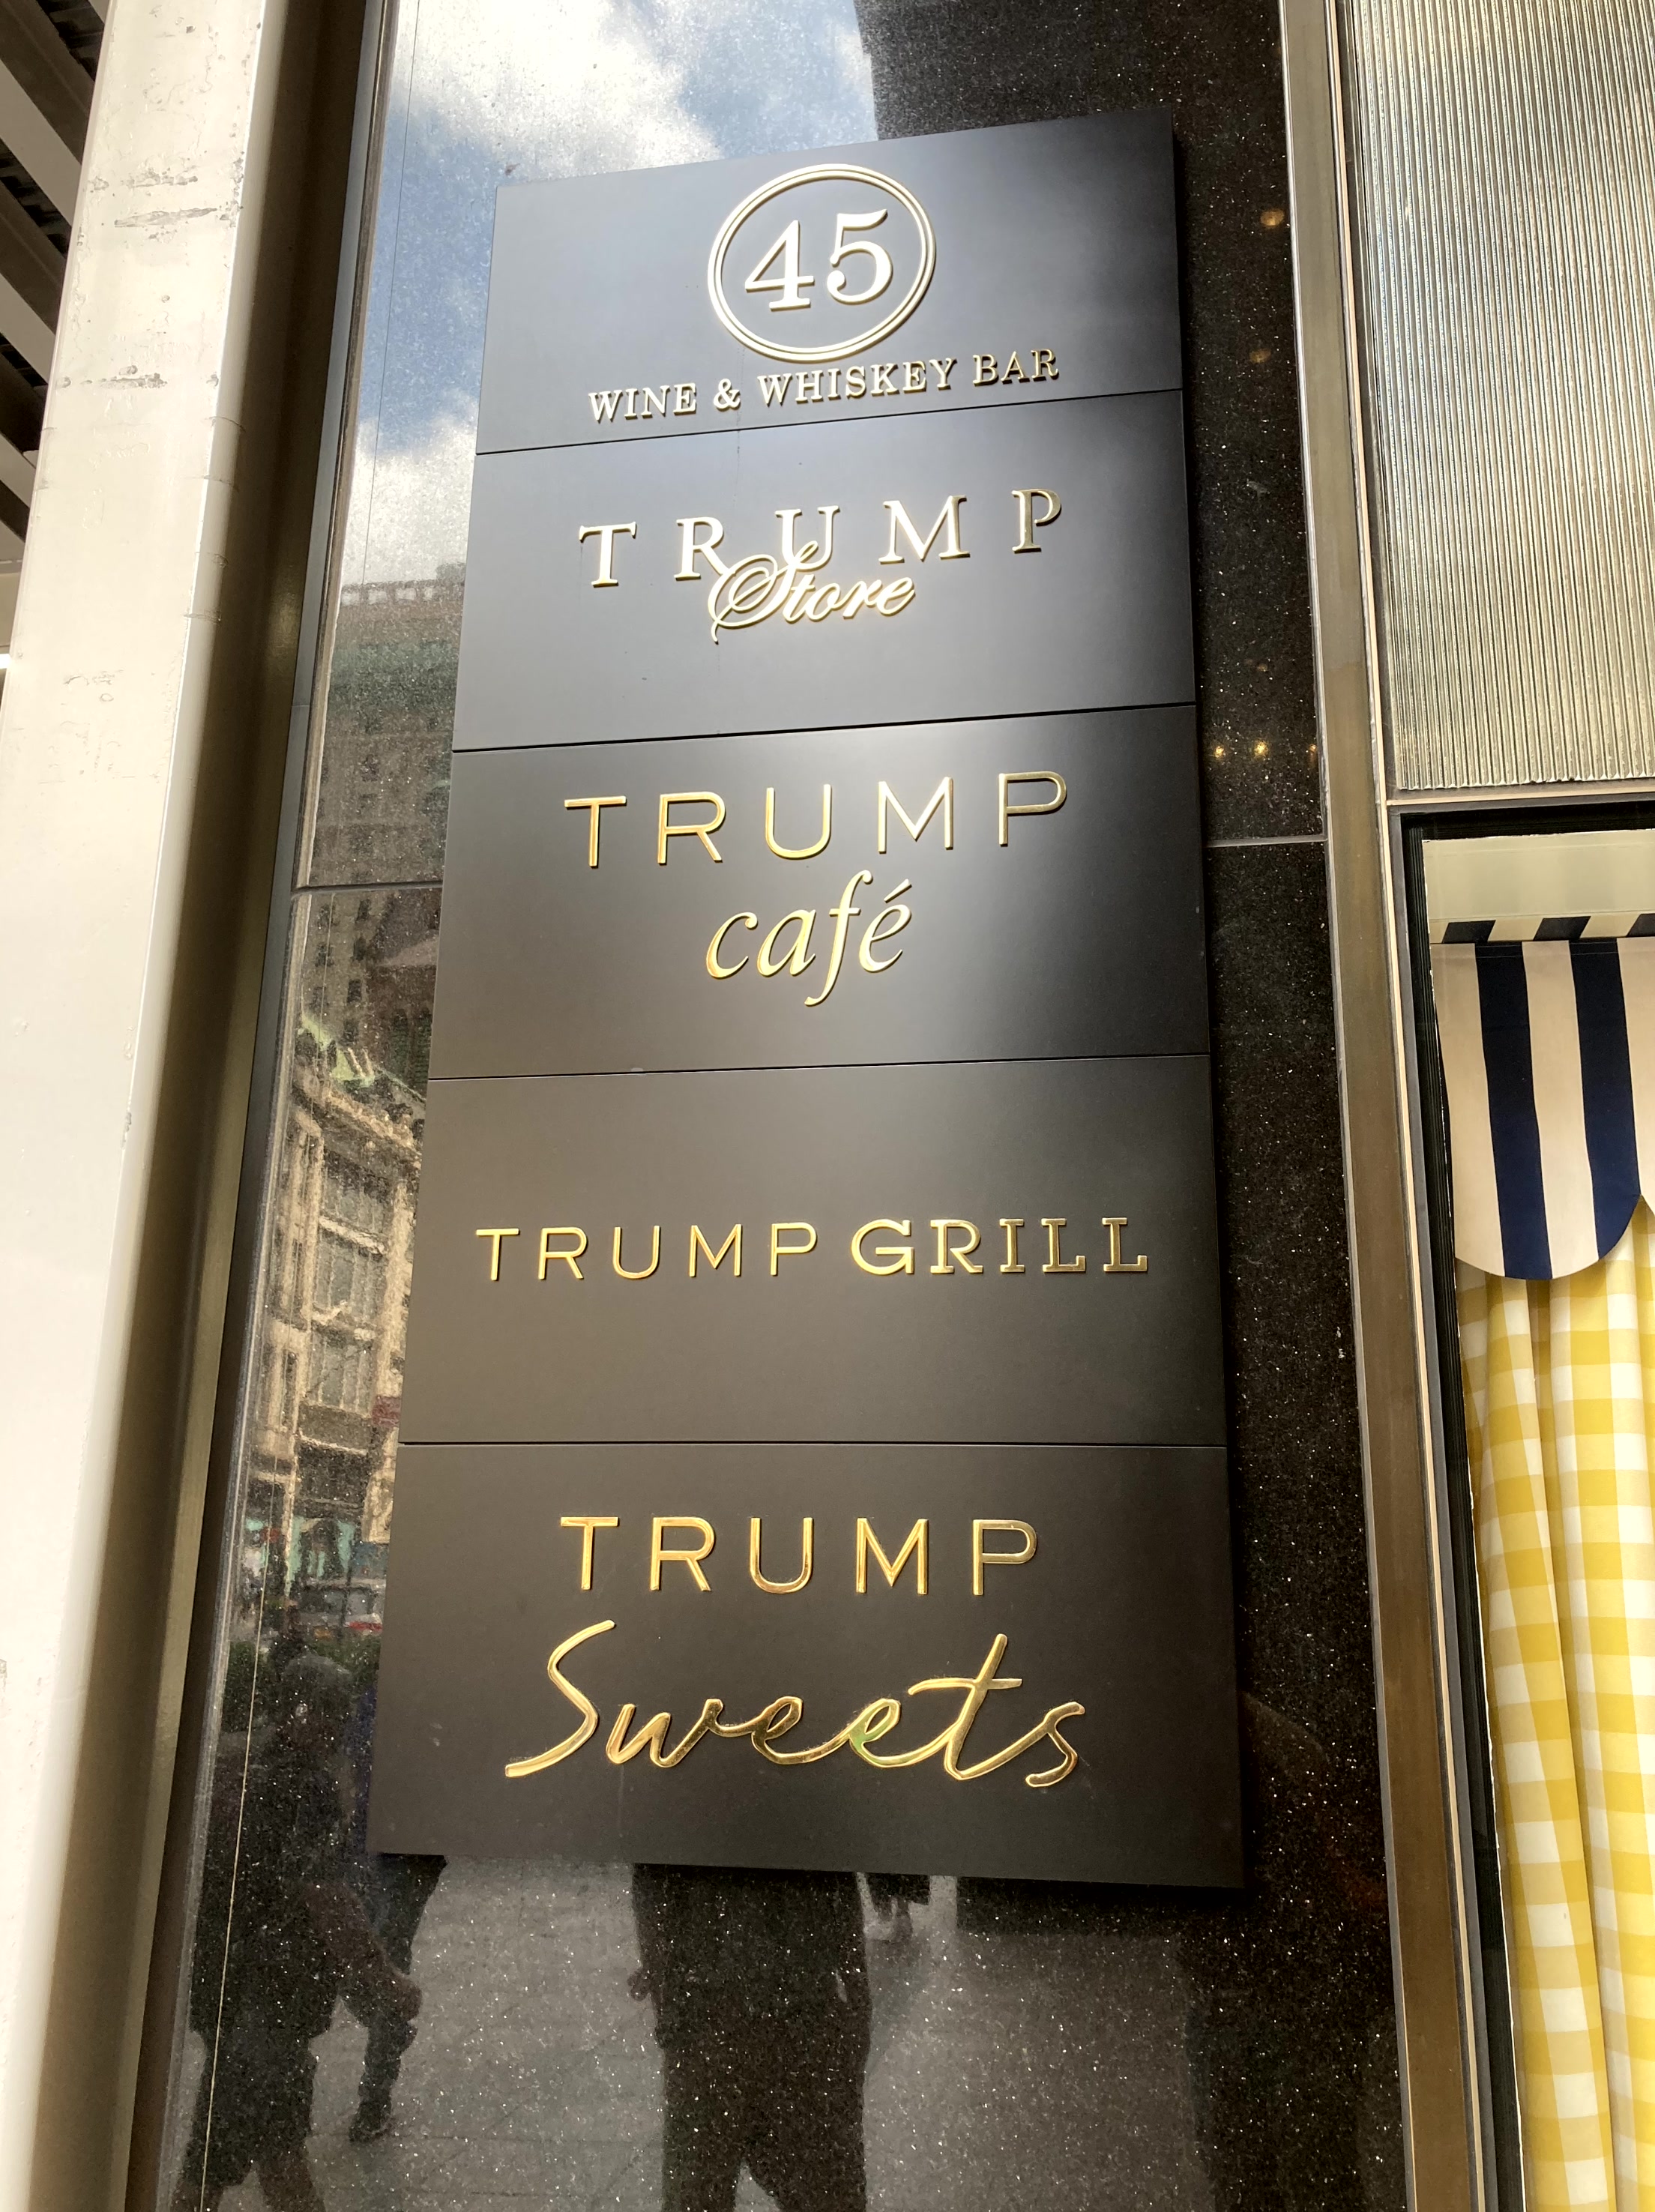 45
WINE & WHISKEY BAR
TRUMP
Store
TRUMP
café
TRUMP GRILL
TRUMP
Sweets